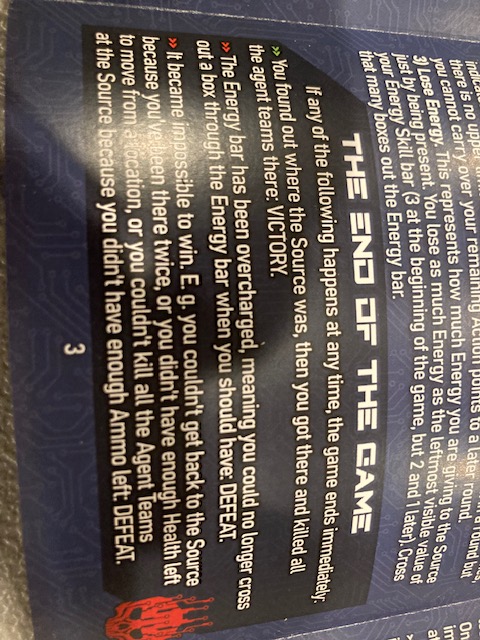 there is no upper
you cannot carry over your remaining Action points to a later round.
3) Lose Energy. This represents how much Energy you are giving to the Source
just by being present. You lose as much Energy as the leftmost visible value of
your Energy Skill bar (3 at the beginning of the game, but 2 and 1 later). Cross
that many boxes out the Energy bar.
THE END OF THE GAME
If any of the following happens at any time, the game ends immediately:
» You found out where the Source was, then you got there and killed all
the agent teams there: VICTORY.
» The Energy bar has been overcharged, meaning you could no longer cross
out a box through the Energy bar when you should have: DEFEAT.
» It became impossible to win. E. g. you couldn't get back to the Source
because you've been there twice, or you didn't have enough health left
to move from a location, or you couldn't kill all the Agent Teams
at the Source because you didn't have enough Ammo left: DEFEAT.
3